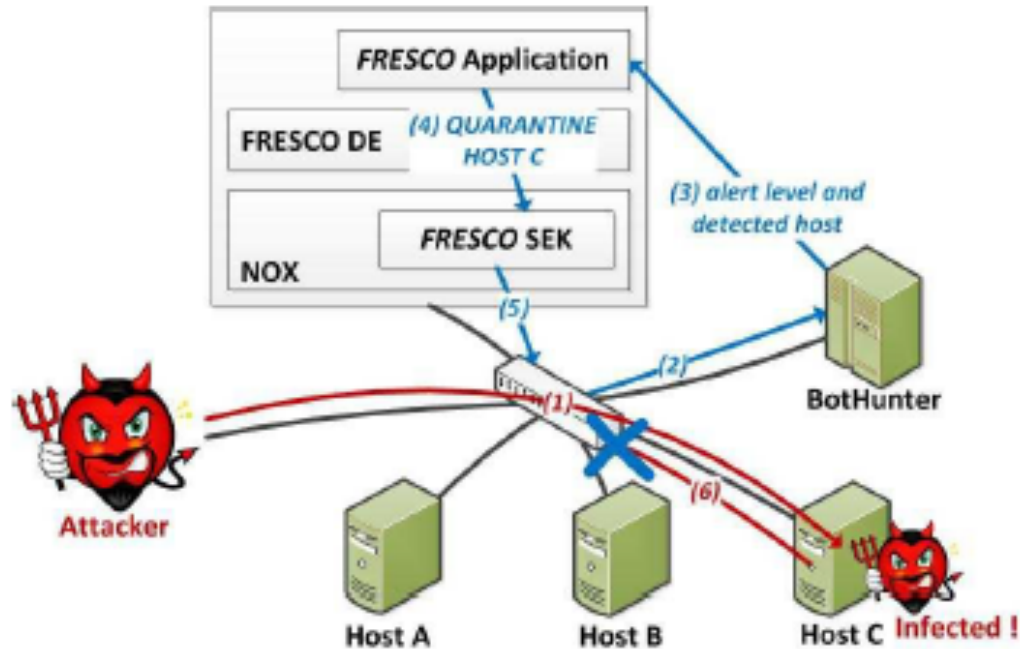 FRESCO Application
FRESCO DE
(4) QUARANTINE
HOST C
(3) alert level and
detected host
FRESCO SEK
NOX
(5)
(2)
BotHunter
(1)
(6)
Attacker
Host A
Host B
Host C
Infected !